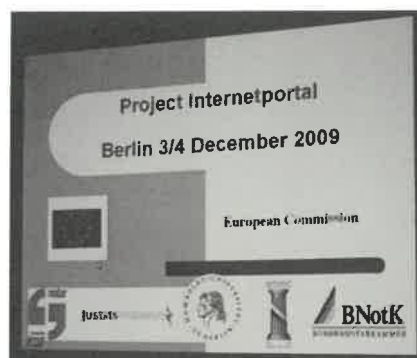 Project Internetportal
Berlin 3/4 December 2009
European Commission
BNotK